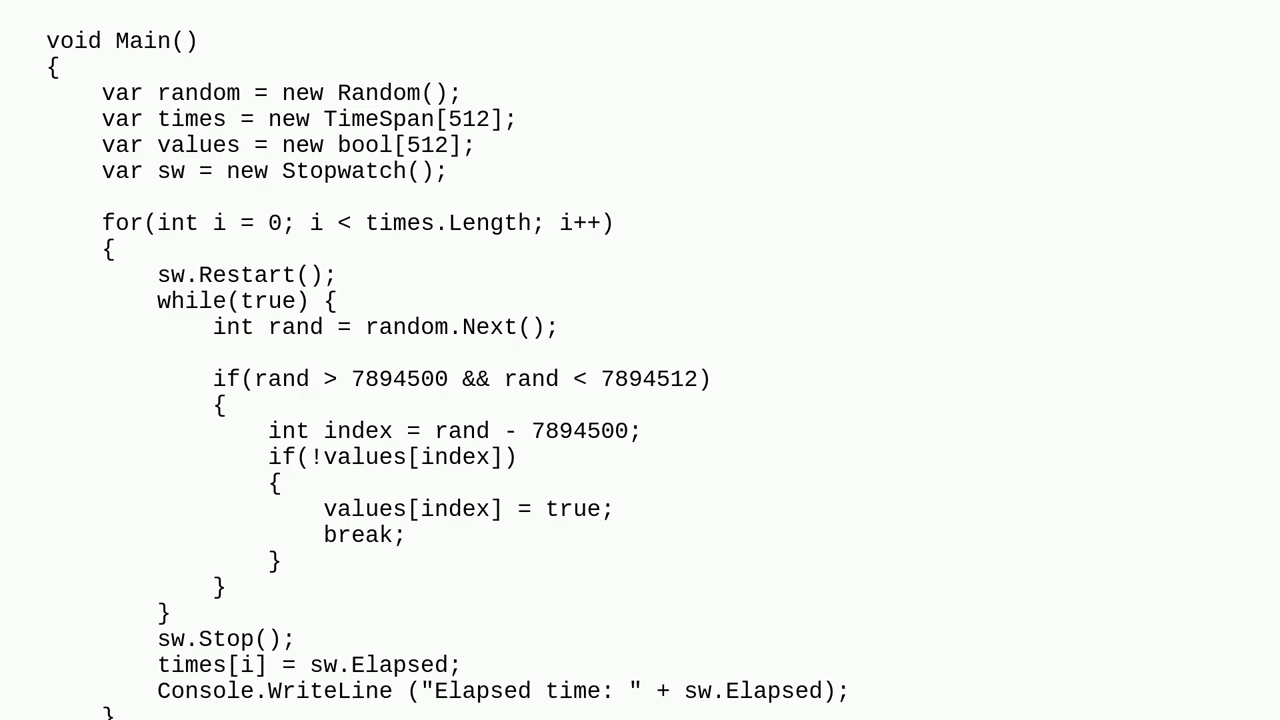 void Main()
{
    var random = new Random();
    var times = new TimeSpan[512];
    var values = new bool[512];
    var sw = new Stopwatch();

    for(int i = 0; i < times.Length; i++)
    {
        sw.Restart();
        while(true) {
            int rand = random.Next();

            if(rand > 7894500 && rand < 7894512)
            {
                int index = rand - 7894500;
                if(!values[index])
                {
                    values[index] = true;
                    break;
                }
            }
        }
        sw.Stop();
        times[i] = sw.Elapsed;
        Console.WriteLine ("Elapsed time: " + sw.Elapsed);
    }